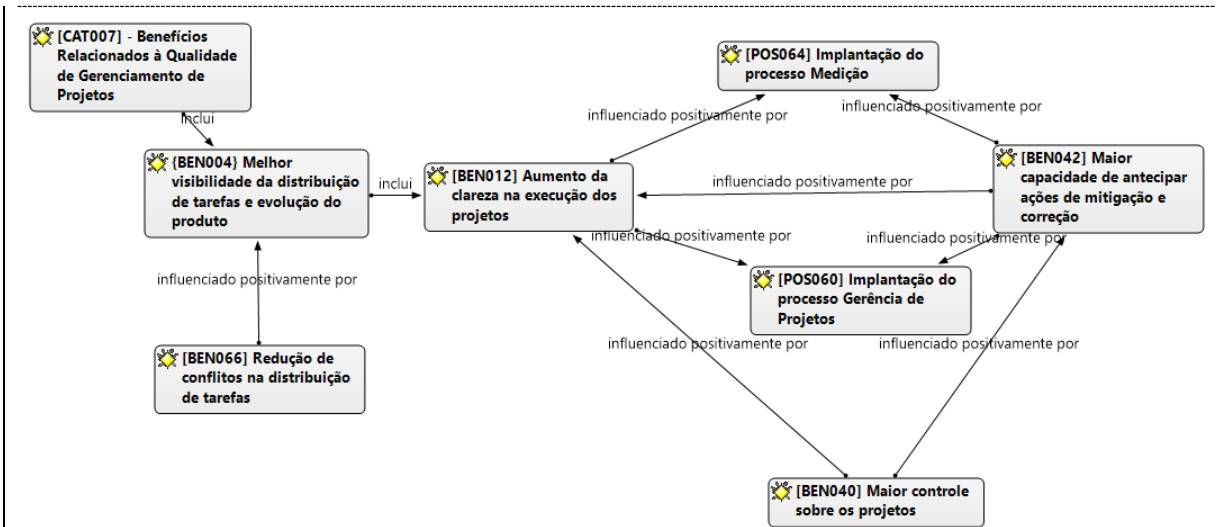 [CAT007] - Benefícios
Relacionados à Qualidade
de Gerenciamento de
Projetos
inclui
{BEN004} Melhor
visibilidade da distribuição
de tarefas e evolução do
produto
inclui
influenciado positivamente por
[BEN066] Redução de
conflitos na distribuição
de tarefas
[BEN012] Aumento da
clareza na execução dos
projetos
influenciado positivamente por
[POS064] Implantação do
processo Medição
influenciado positivamente por
[BEN042] Maior
capacidade de antecipar
ações de mitigação e
correção
influenciado positivamente por
influenciado positivamente por
influenciado positivamente por
[POS060] Implantação do
processo Gerência de
Projetos
influenciado positivamente por
influenciado positivamente por
[BEN040] Maior controle
sobre os projetos